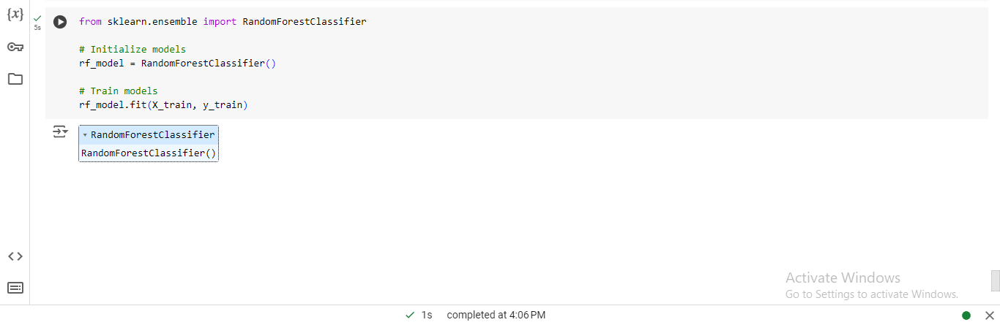 {x}
5s
from sklearn.ensemble import RandomForestClassifier
# Initialize models
rf_model = RandomForestClassifier()
# Train models
rf_model.fit(X_train, y_train)
RandomForestClassifier
RandomForestClassifier()
Activate Windows
Go to Settings to activate Windows.
1s completed at 4:06 PM